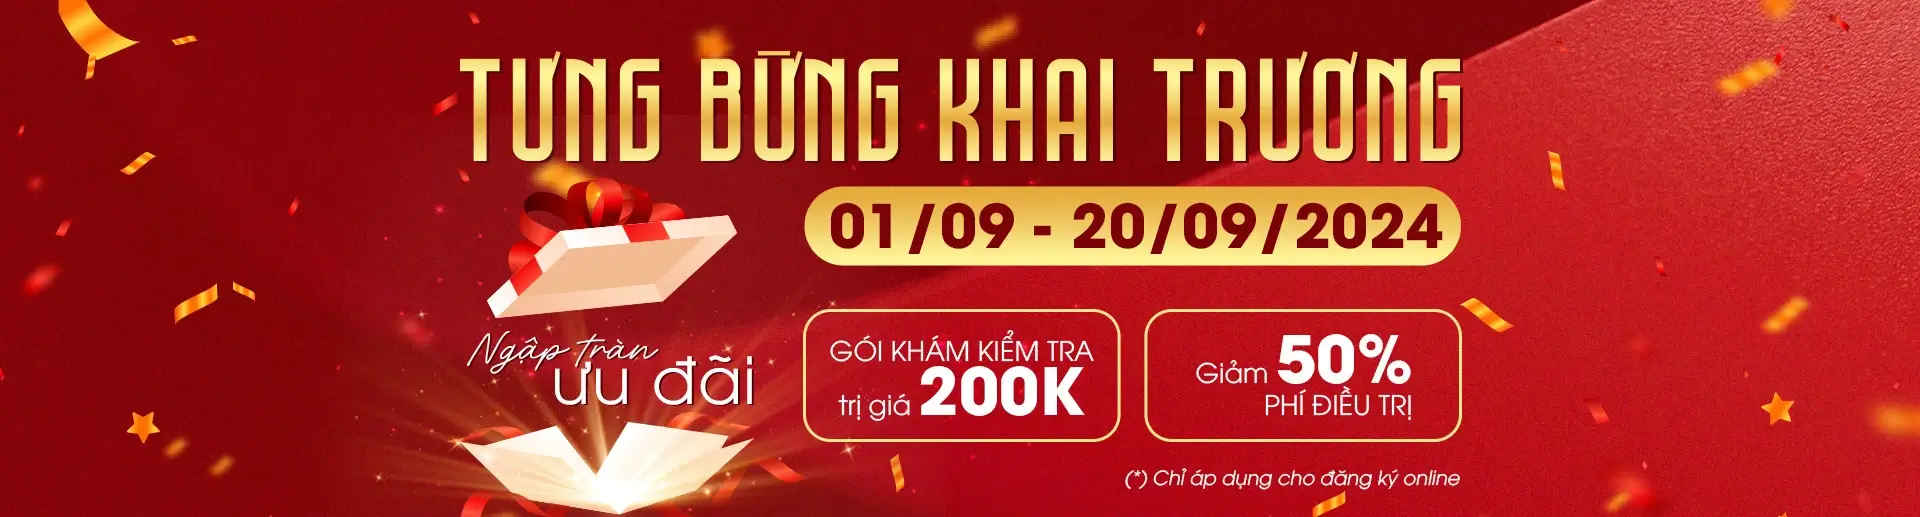 TƯNG BỪNG KHAI TRƯƠNG
01/09 - 20/09/2024
Ngập tràn
ưu đãi
GÓI KHÁM KIỂM TRA
trị giá 200K
Giảm 50%
PHÍ ĐIỀU TRỊ
(*) Chỉ áp dụng cho đăng ký online